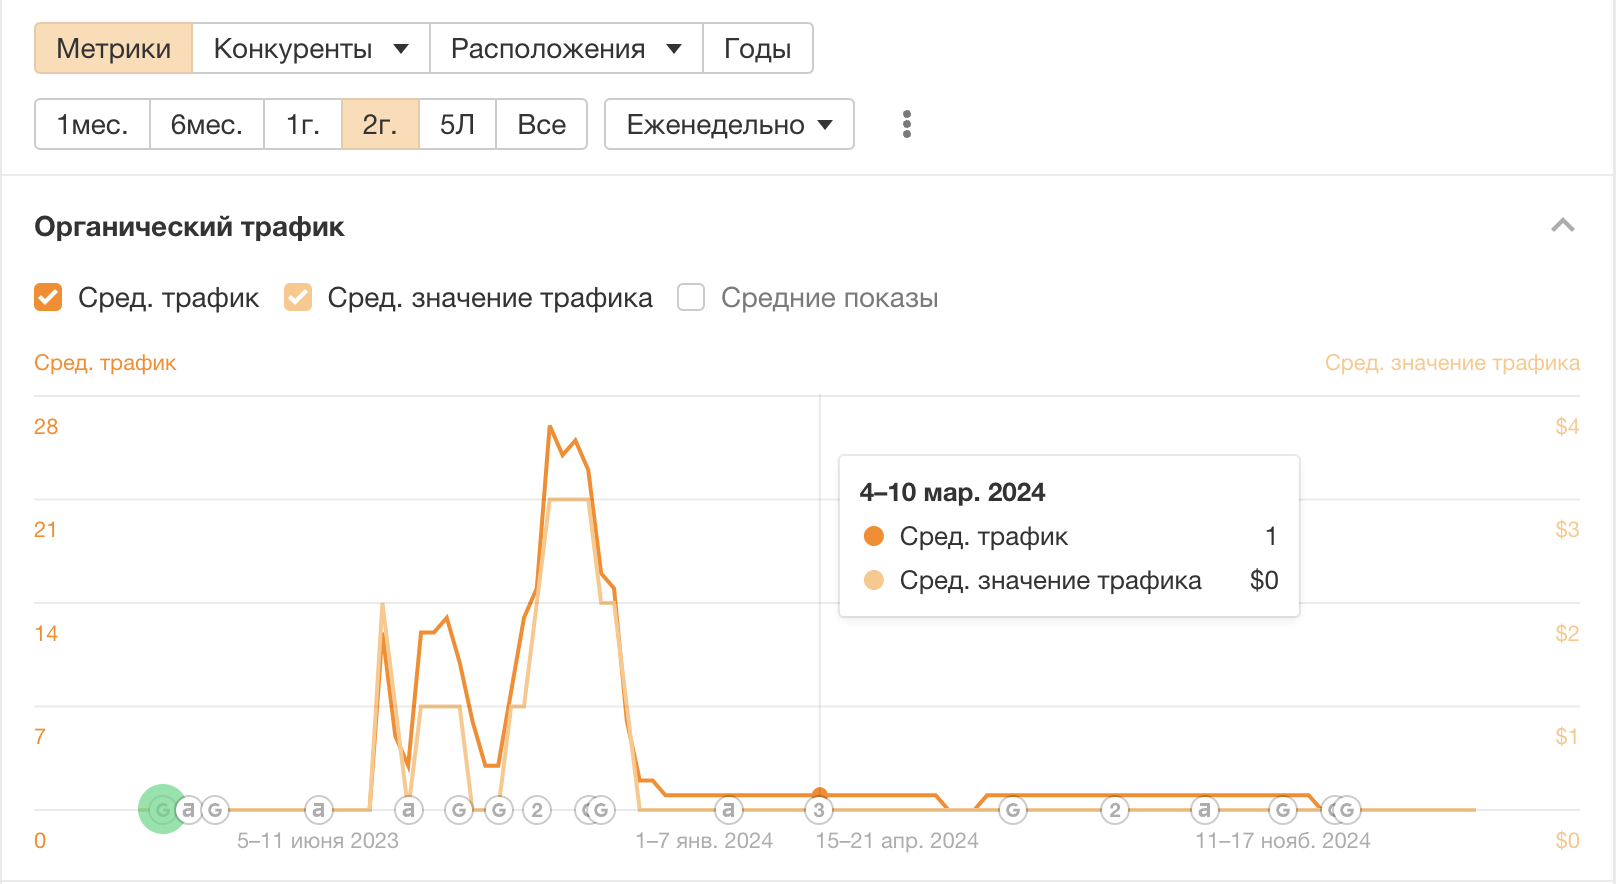 Метрики Конкуренты Расположения Годы
1мес. 6мес. 1г. 2г. 5Л Все Еженедельно
Органический трафик
Сред. трафик Сред. значение трафика Средние показы
Сред. трафик Сред. значение трафика
28 $4
4–10 мар. 2024
21 $3
Сред. трафик 1
Сред. значение трафика $0
14 $2
7 $1
G a G a a G G 2 G a 3 G 2 a G G
0 5–11 июня 2023 1–7 янв. 2024 15–21 апр. 2024 11–17 нояб. 2024 $0